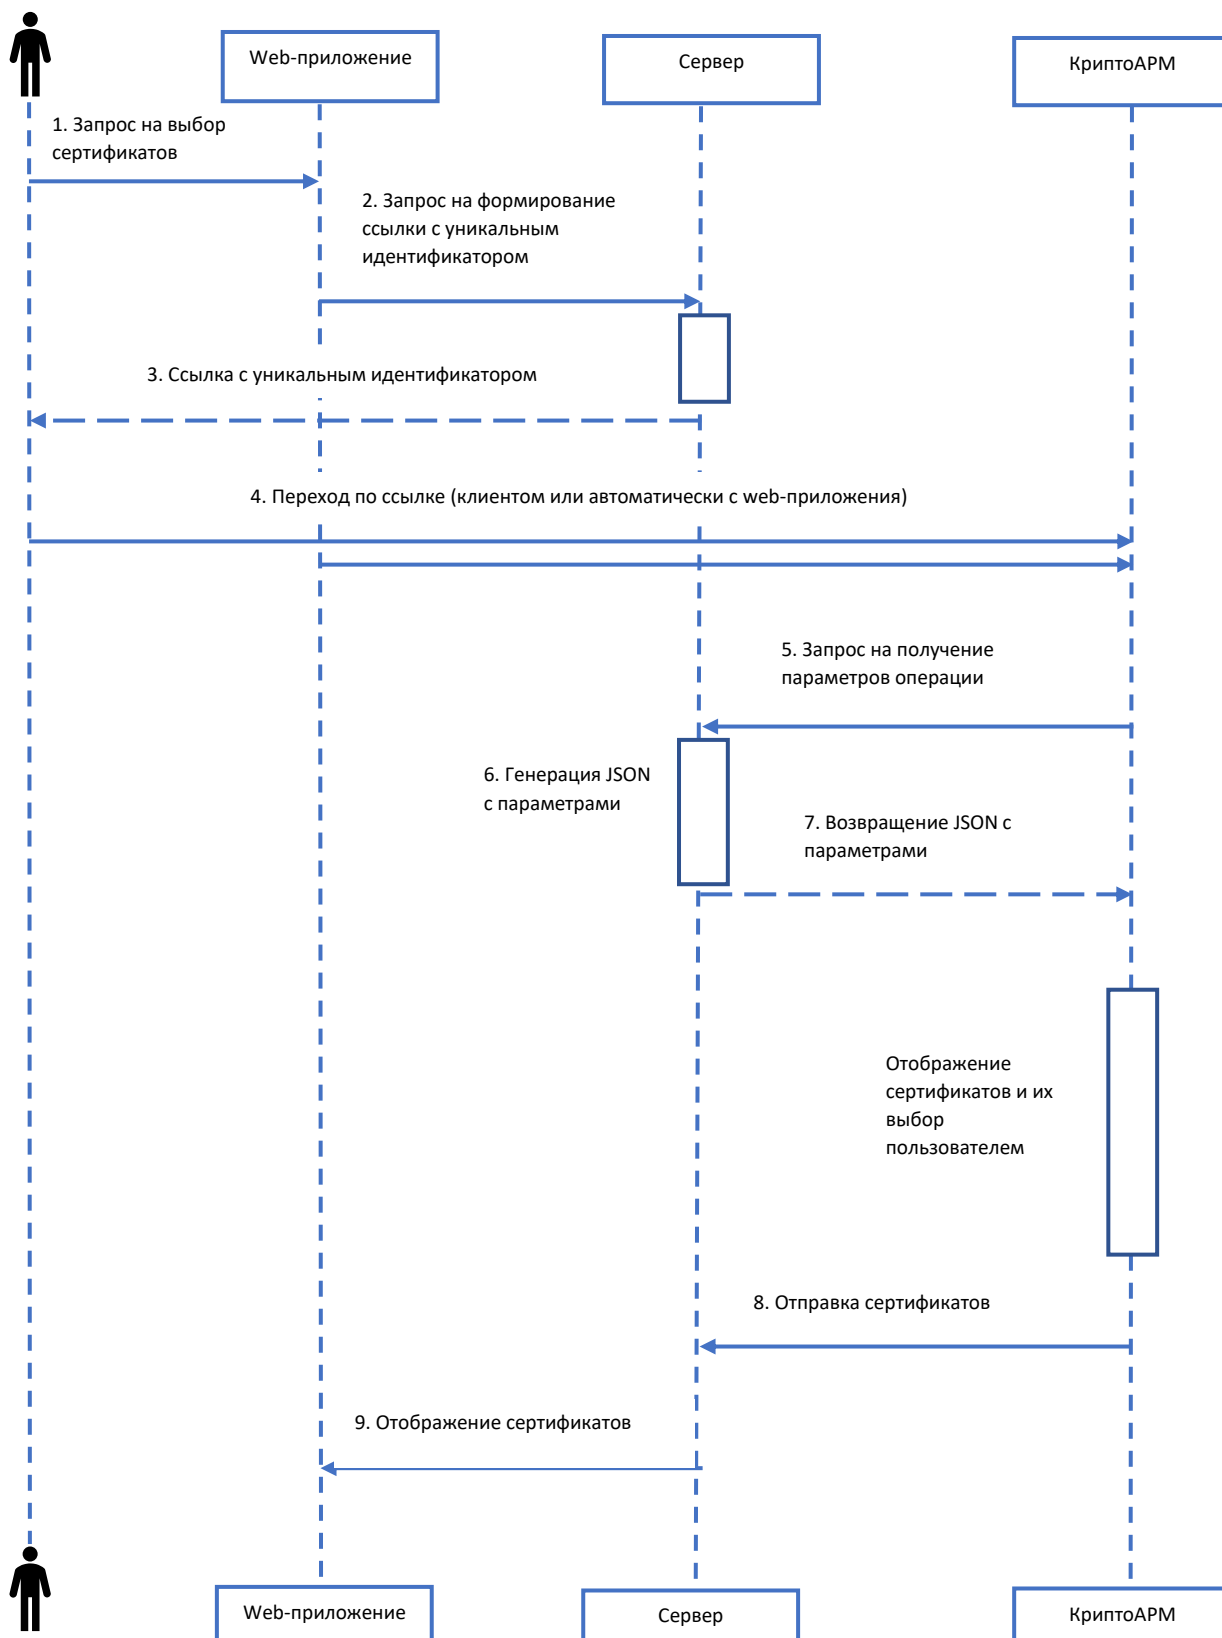 Web-приложение
Сервер
КриптоАРМ
1. Запрос на выбор
сертификатов
2. Запрос на формирование
ссылки с уникальным
идентификатором
3. Ссылка с уникальным идентификатором
4. Переход по ссылке (клиентом или автоматически с web-приложения)
5. Запрос на получение
параметров операции
6. Генерация JSON
с параметрами
7. Возвращение JSON с
параметрами
Отображение
сертификатов и их
выбор
пользователем
8. Отправка сертификатов
9. Отображение сертификатов
Web-приложение
Сервер
КриптоАРМ